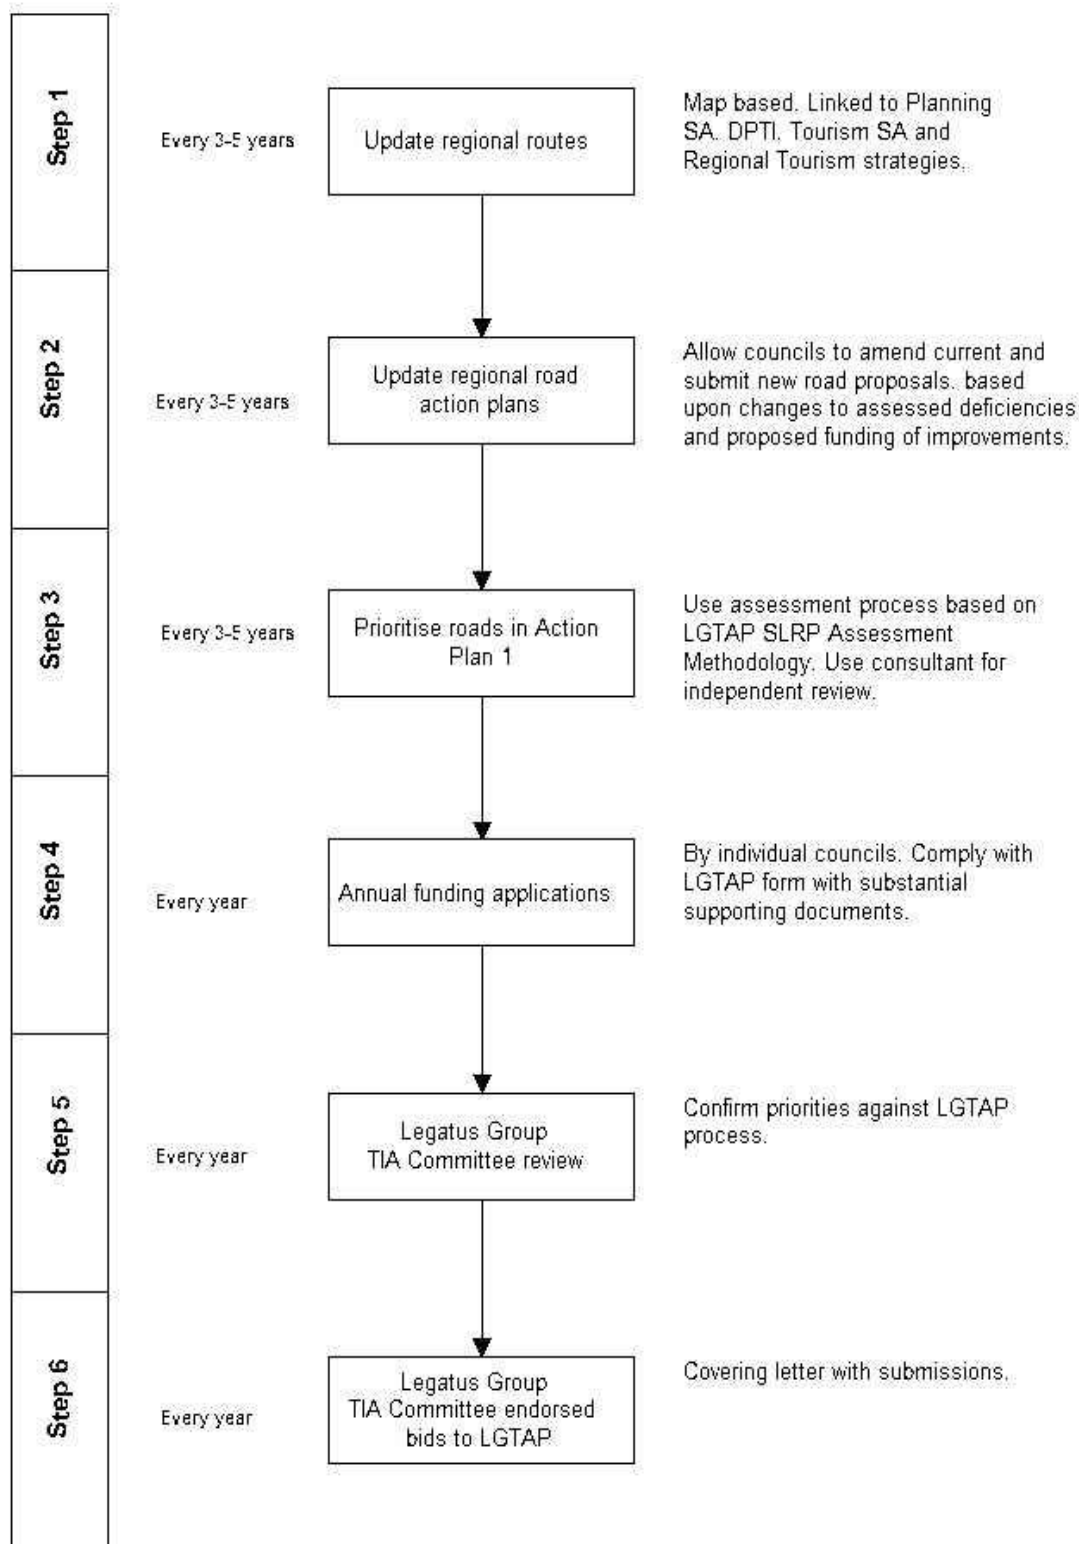 Step 1
Every 3-5 years
Update regional routes
Map based. Linked to Planning
SA. DPTI. Tourism SA and
Regional Tourism strategies.
Step 2
Every 3-5 years
Update regional road
action plans
Allow councils to amend current and
submit new road proposals. based
upon changes to assessed deficiencies
and proposed funding of improvements.
Step 3
Every 3-5 years
Prioritise roads in Action
Plan 1
Use assessment process based on
LGTAP SLRP Assessment
Methodology. Use consultant for
independent review.
Step 4
Every year
Annual funding applications
By individual councils. Comply with
LGTAP form with substantial
supporting documents.
Step 5
Every year
Legatus Group
TIA Committee review
Confirm priorities against LGTAP
process.
Step 6
Every year
Legatus Group
TIA Committee endorsed
bids to LGTAP
Covering letter with submissions.